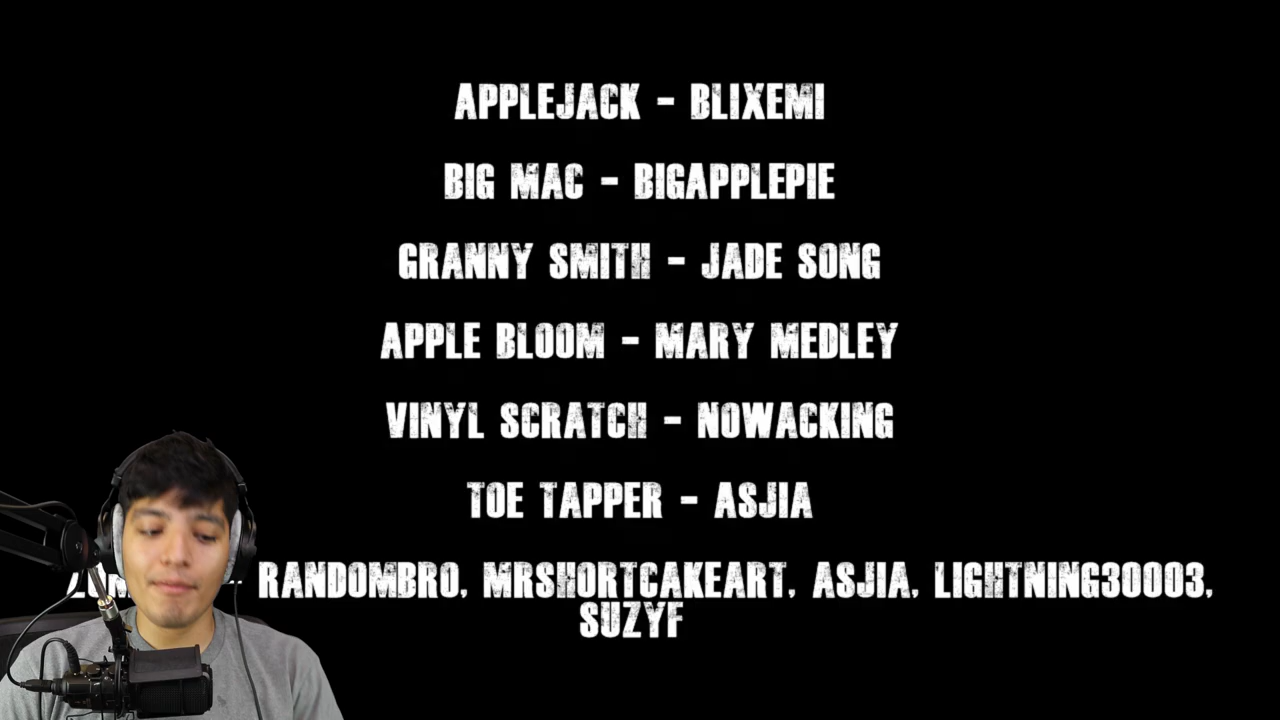 APPLEJACK - BLIXEMI
BIG MAC - BIGAPPLEPIE
GRANNY SMITH - JADE SONG
APPLE BLOOM - MARY MEDLEY
VINYL SCRATCH - NOWACKING
TOE TAPPER - ASJIA
- RANDOMBRO, MRSHORTCAKEART, ASJIA, LIGHTNING30003,
SUZYF